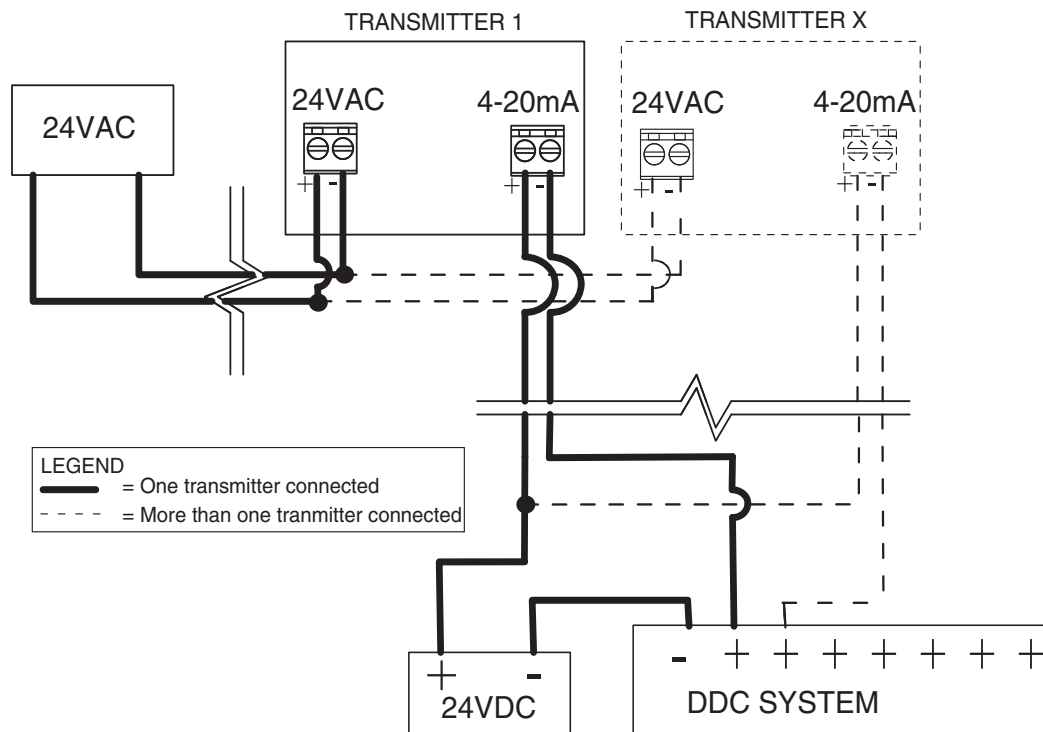 TRANSMITTER 1
TRANSMITTER X
24VAC
24VAC
4-20mA
24VAC
4-20mA
+ -
+ -
+ -
+ -
LEGEND
= One transmitter connected
= More than one tranmitter connected
+ -
24VDC
- + + + + + + +
DDC SYSTEM